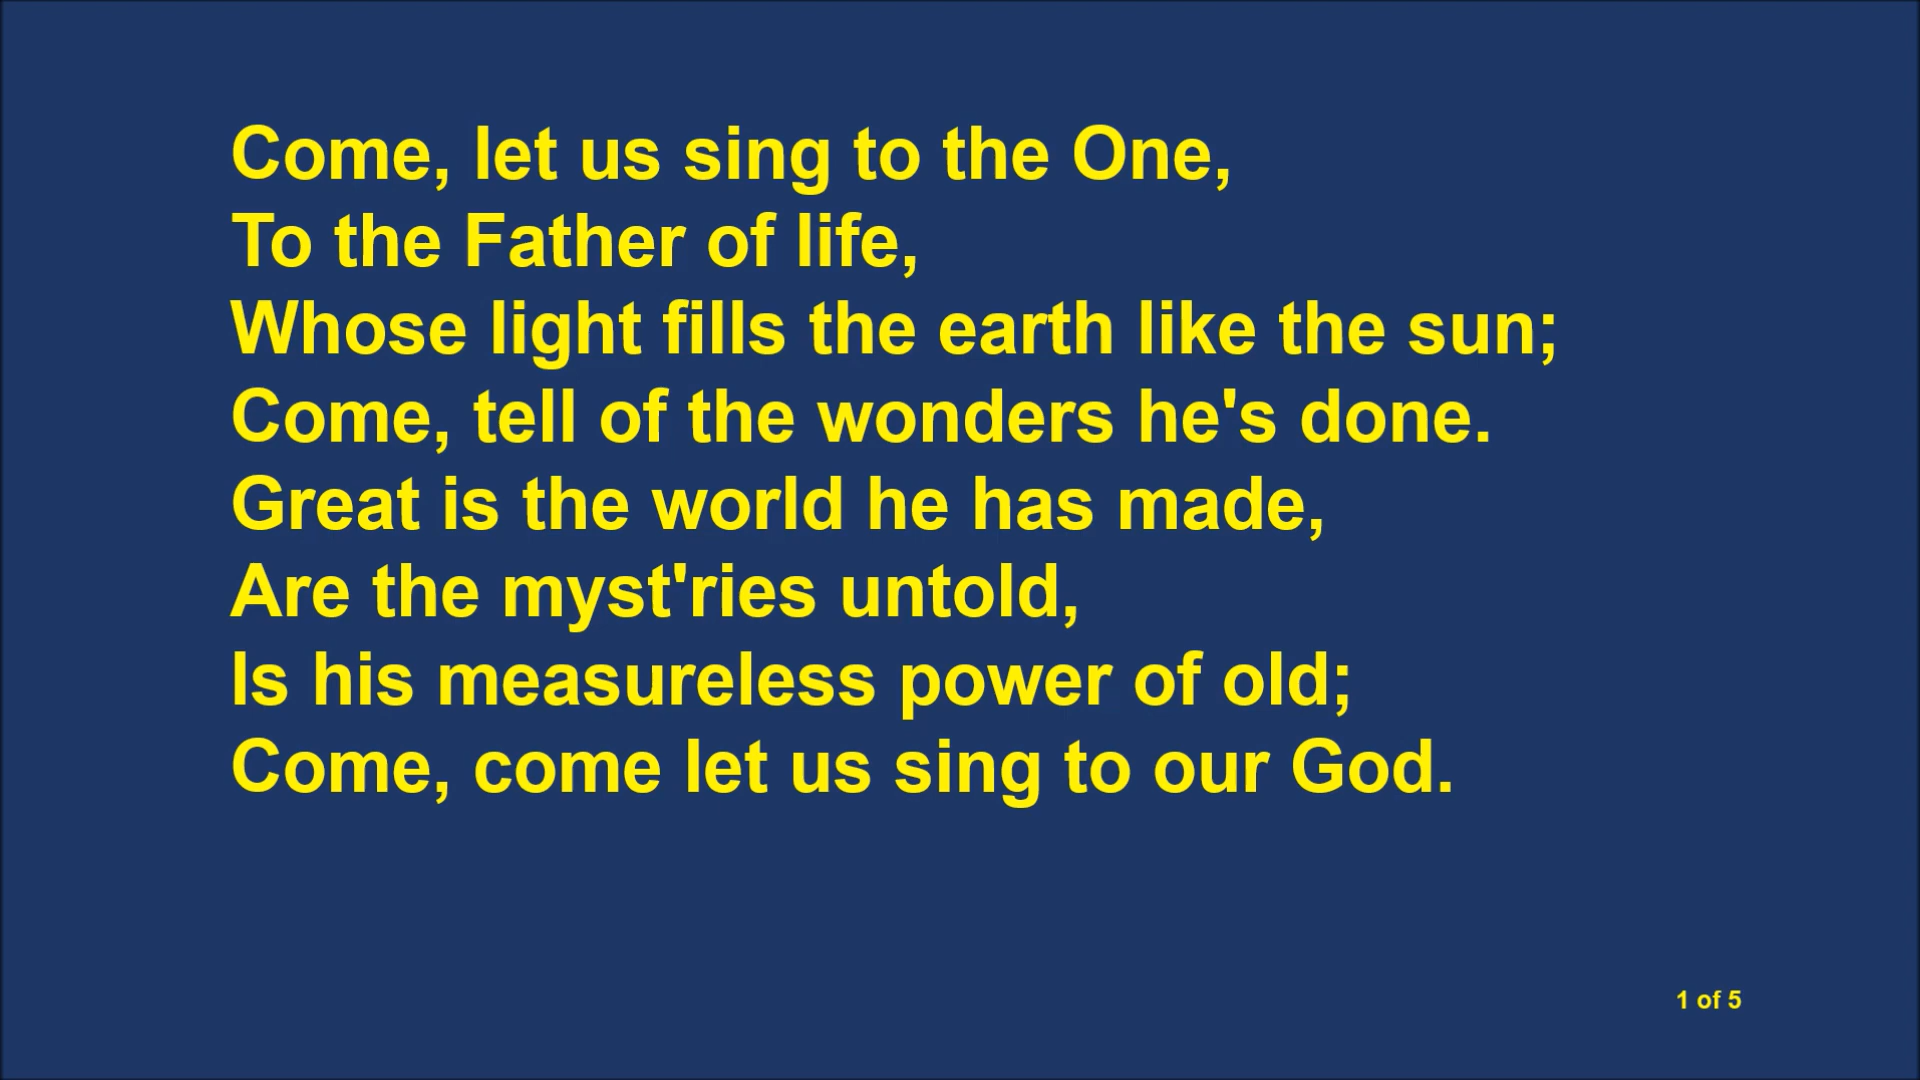 Come, let us sing to the One,
To the Father of life,
Whose light fills the earth like the sun;
Come, tell of the wonders he's done.
Great is the world he has made,
Are the myst'ries untold,
Is his measureless power of old;
Come, come let us sing to our God.
1 of 5